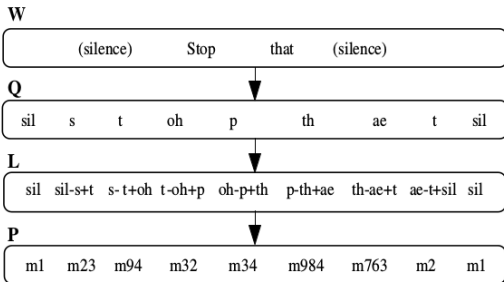 W
(silence) Stop that (silence)
Q
sil s t oh p th ae t sil
L
sil sil-s+t s-t+oh t-oh+p oh-p+th p-th+ae th-ae+t ae-t+sil sil
P
m1 m23 m94 m32 m34 m984 m763 m2 m1